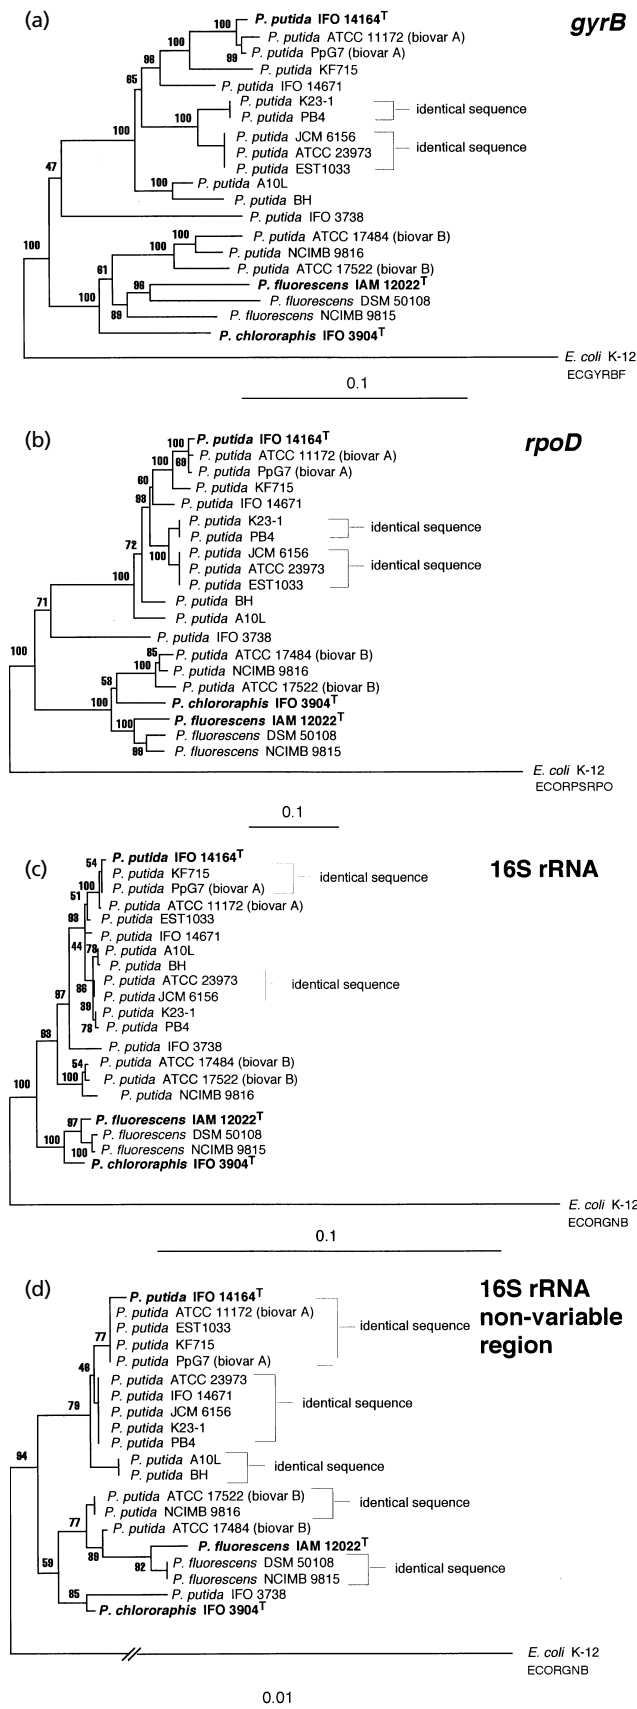 (a)
gyrB
P. putida IFO 14164T
100
P. putida ATCC 11172 (biovar A)
100
P. putida PpG7 (biovar A)
99
96
P. putida KF715
65
P. putida IFO 14671
P. putida K23-1
identical sequence
100
P. putida PB4
100
P. putida JCM 6156
P. putida ATCC 23973
identical sequence
47
P. putida EST1033
100
P. putida A10L
P. putida BH
P. putida IFO 3738
100
P. putida ATCC 17484 (biovar B)
100
100
P. putida NCIMB 9816
61
P. putida ATCC 17522 (biovar B)
98
P. fluorescens IAM 12022T
100
P. fluorescens DSM 50108
89
P. fluorescens NCIMB 9815
P. chlororaphis IFO 3904T
E. coli K-12
ECGYRBF
0.1
(b)
rpoD
100
P. putida IFO 14164T
P. putida ATCC 11172 (biovar A)
100
69
P. putida PpG7 (biovar A)
60
P. putida KF715
93
P. putida IFO 14671
P. putida K23-1
identical sequence
P. putida PB4
72
100
P. putida JCM 6156
P. putida ATCC 23973
identical sequence
100
P. putida EST1033
71
P. putida BH
P. putida A10L
P. putida IFO 3738
100
85
P. putida ATCC 17484 (biovar B)
100
P. putida NCIMB 9816
58
P. putida ATCC 17522 (biovar B)
100
P. chlororaphis IFO 3904T
100
P. fluorescens IAM 12022T
P. fluorescens DSM 50108
99
P. fluorescens NCIMB 9815
E. coli K-12
ECORPSRPO
0.1
(c)
16S rRNA
54
P. putida IFO 14164T
P. putida KF715
identical sequence
100
P. putida PpG7 (biovar A)
51
P. putida ATCC 11172 (biovar A)
93
P. putida EST1033
P. putida IFO 14671
44
78
P. putida A10L
P. putida BH
86
P. putida ATCC 23973
identical sequence
97
P. putida JCM 6156
39
P. putida K23-1
78
P. putida PB4
93
P. putida IFO 3738
54
P. putida ATCC 17484 (biovar B)
100
P. putida ATCC 17522 (biovar B)
100
P. putida NCIMB 9816
97
P. fluorescens IAM 12022T
100
P. fluorescens DSM 50108
100
P. fluorescens NCIMB 9815
P. chlororaphis IFO 3904T
E. coli K-12
ECORGNB
0.1
(d)
16S rRNA
non-variable
region
P. putida IFO 14164T
P. putida ATCC 11172 (biovar A)
P. putida EST1033
identical sequence
77
P. putida KF715
P. putida PpG7 (biovar A)
46
P. putida ATCC 23973
P. putida IFO 14671
79
P. putida JCM 6156
identical sequence
P. putida K23-1
P. putida PB4
94
P. putida A10L
identical sequence
P. putida BH
P. putida ATCC 17522 (biovar B)
identical sequence
P. putida NCIMB 9816
77
P. putida ATCC 17484 (biovar B)
P. fluorescens IAM 12022T
39
59
92
P. fluorescens DSM 50108
identical sequence
P. fluorescens NCIMB 9815
85
P. putida IFO 3738
P. chlororaphis IFO 3904T
E. coli K-12
ECORGNB
0.01